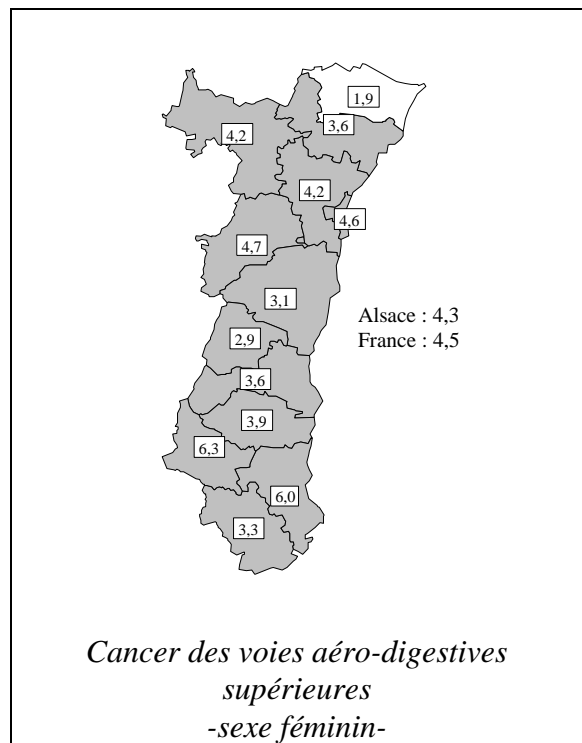 1,9
3,6
4,2
4,2
4,6
4,7
3,1
Alsace : 4,3
France : 4,5
2,9
3,6
3,9
6,3
6,0
3,3
Cancer des voies aéro-digestives
supérieures
-sexe féminin-